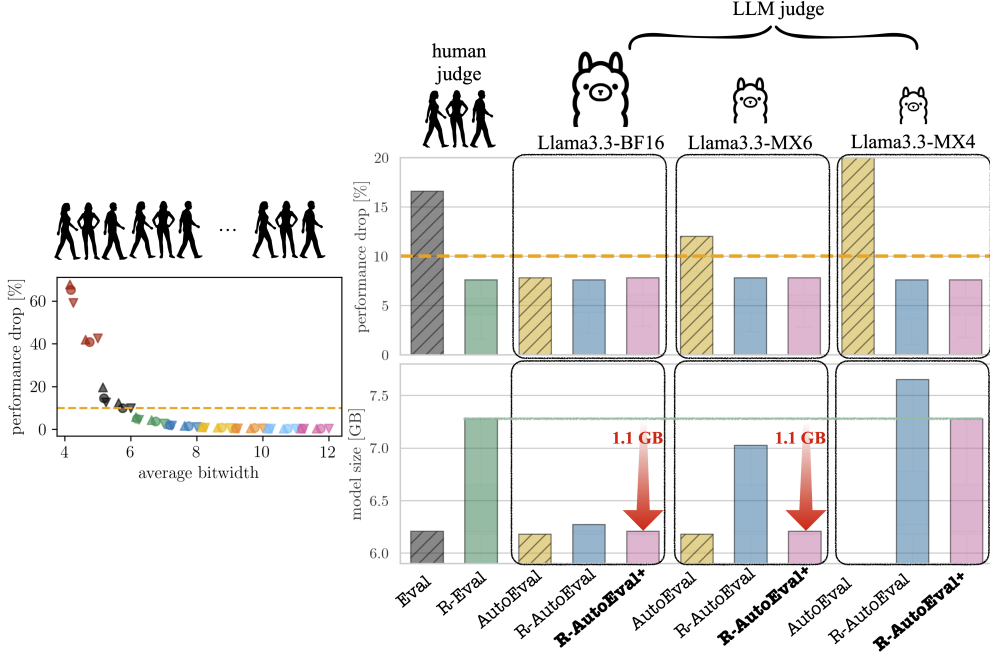 LLM judge
human
judge
Llama3.3-BF16
Llama3.3-MX6
Llama3.3-MX4
...
performance drop [%]
60
40
20
0
4
6
8
10
12
average bitwidth
performance drop [%]
20
15
10
5
0
model size [GB]
7.5
7.0
6.5
6.0
1.1 GB
1.1 GB
Eval
R-Eval
AutoEval
R-AutoEval
R-AutoEval+
AutoEval
R-AutoEval
R-AutoEval+
AutoEval
R-AutoEval
R-AutoEval+